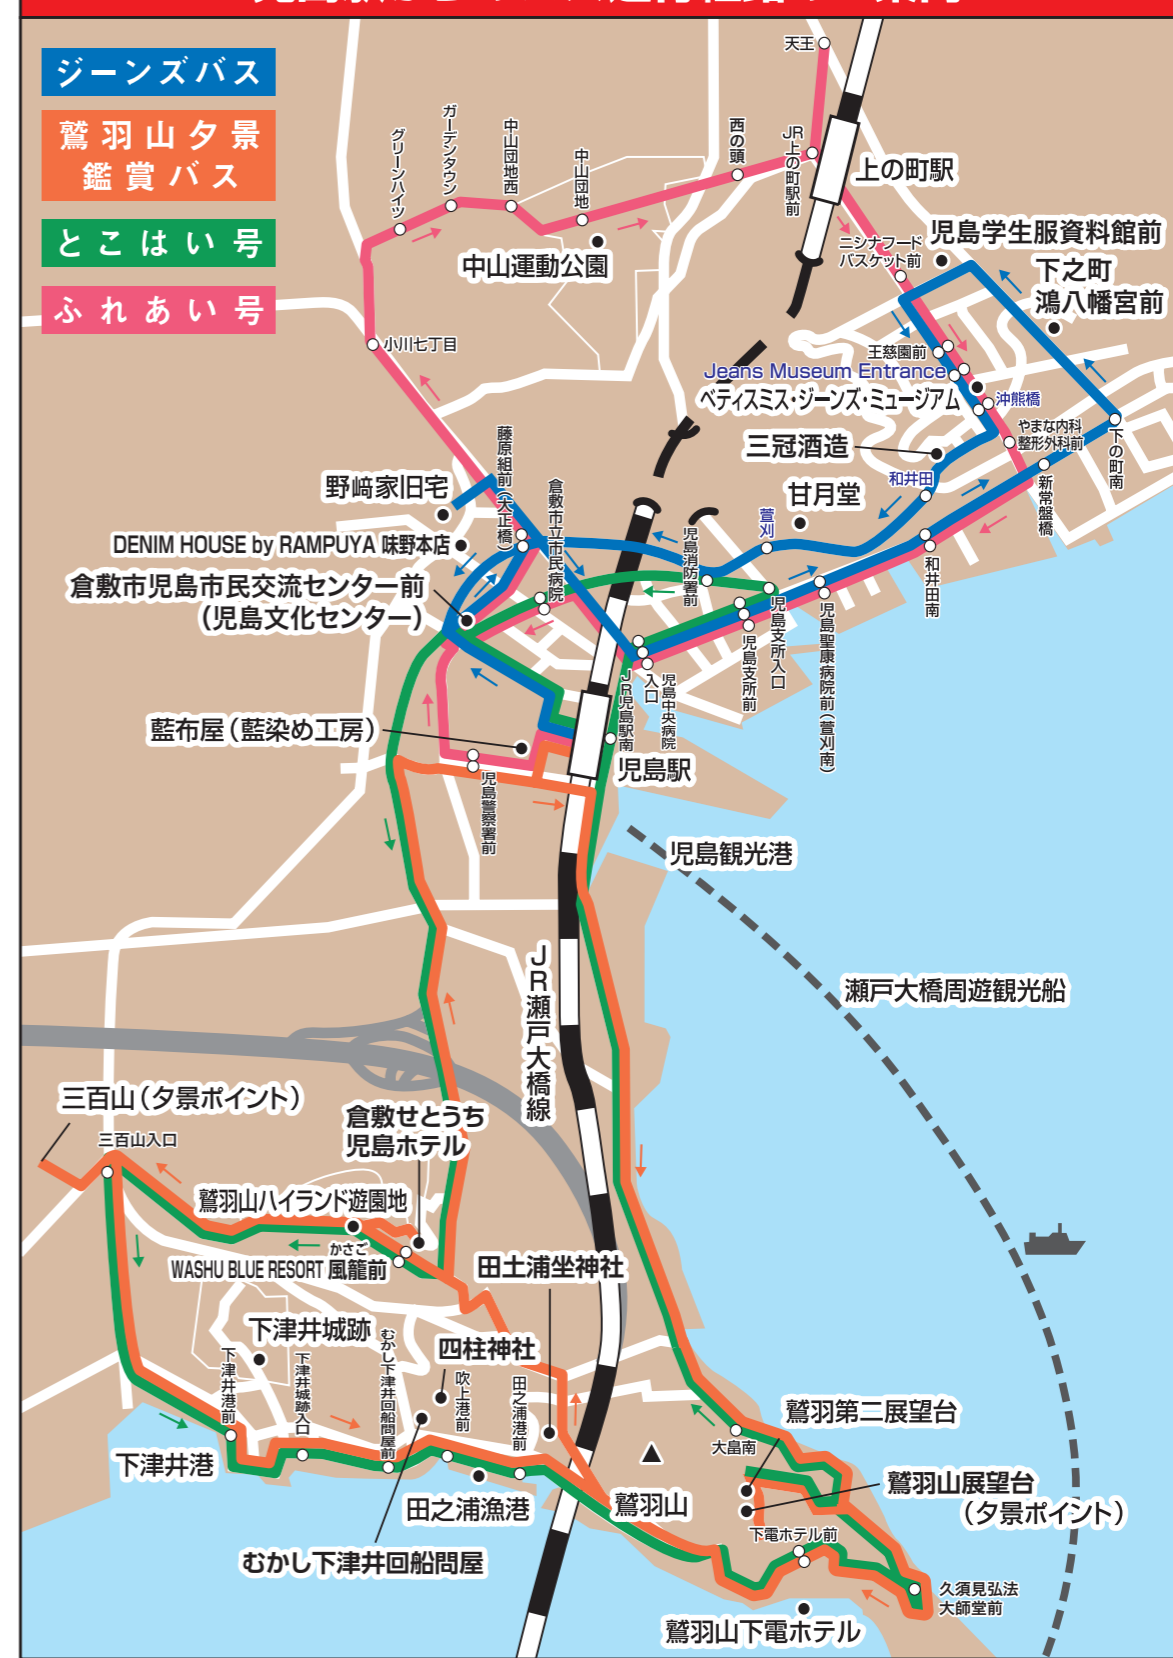 ジーンズバス
鷲羽山夕景
鑑賞バス
とこはい号
ふれあい号
天王
グリーンハイツ
ガーデンタウン
中山団地西
中山団地
西の頭
JR上の町駅前
上の町駅
中山運動公園
ニシナフード
バスケット前
児島学生服資料館前
下之町
鴻八幡宮前
小川七丁目
王慈園前
Jeans Museum Entrance
ベティスミス・ジーンズ・ミュージアム
沖熊橋
やまな内科
整形外科前
下の町南
三冠酒造
和井田
新常盤橋
藤原組前(大正橋)
野﨑家旧宅
倉敷市立市民病院
甘月堂
萱刈
児島消防署前
DENIM HOUSE by RAMPUYA 味野本店
倉敷市児島市民交流センター前
(児島文化センター)
和井田南
児島支所入口
児島支所前
児島聖康病院前(萱刈南)
児島中央病院
入口
JR児島駅南
藍布屋(藍染め工房)
児島駅
児島警察署前
児島観光港
JR瀬戸大橋線
瀬戸大橋周遊観光船
三百山(夕景ポイント)
三百山入口
倉敷せとうち
児島ホテル
鷲羽山ハイランド遊園地
かさご
WASHU BLUE RESORT 風籠前
田土浦坐神社
下津井城跡
四柱神社
下津井港前
下津井城跡入口
むかし下津井回船問屋前
吹上港前
田之浦港前
下津井港
田之浦漁港
むかし下津井回船問屋
鷲羽山
大畠南
鷲羽第二展望台
鷲羽山展望台
(夕景ポイント)
下電ホテル前
久須見弘法
大師堂前
鷲羽山下電ホテル